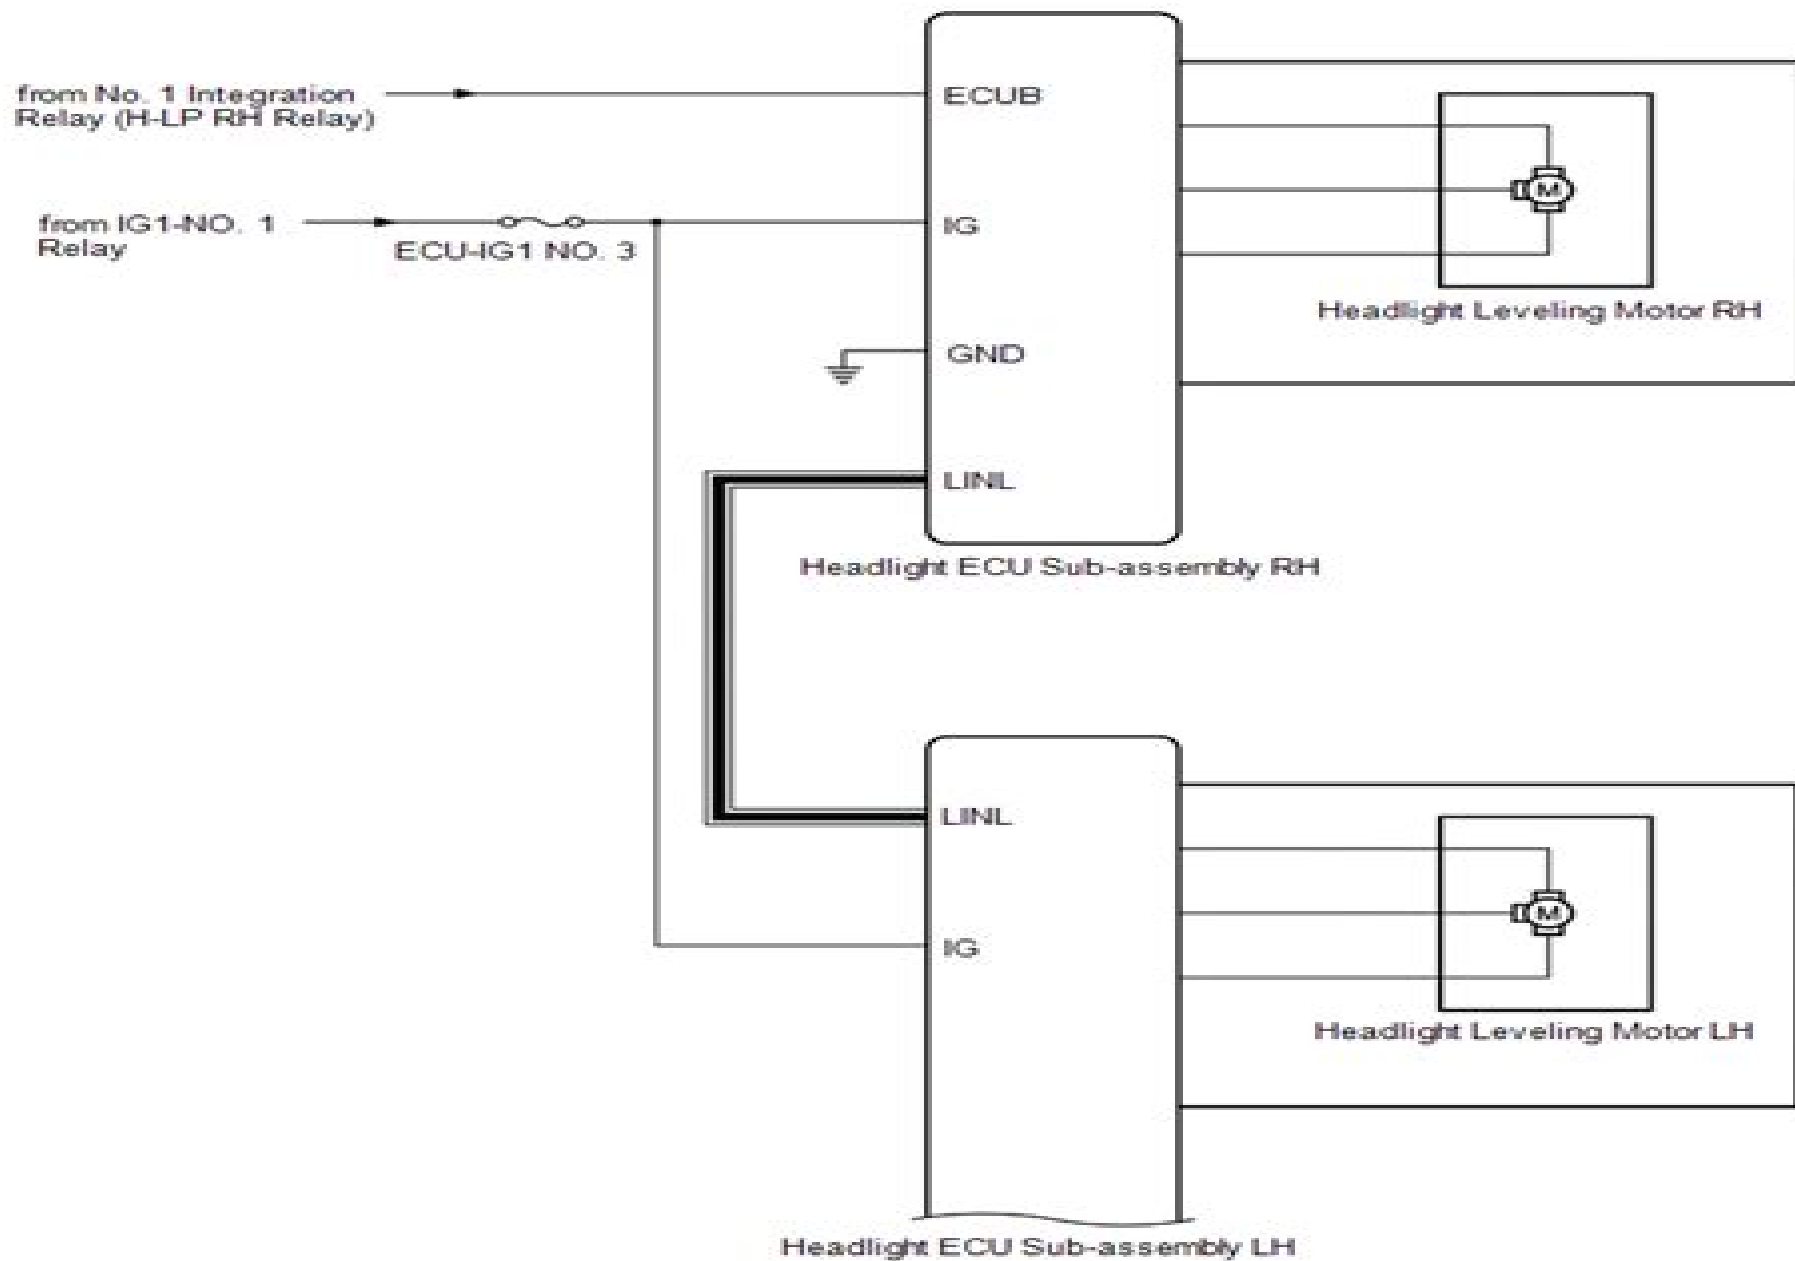 from No. 1 Integration
Relay (H-LP RH Relay)
ECUB
M
from IG1-NO. 1
Relay
ECU-IG1 NO. 3
IG
Headlight Leveling Motor RH
GND
LINL
Headlight ECU Sub-assembly RH
LINL
M
IG
Headlight Leveling Motor LH
Headlight ECU Sub-assembly LH